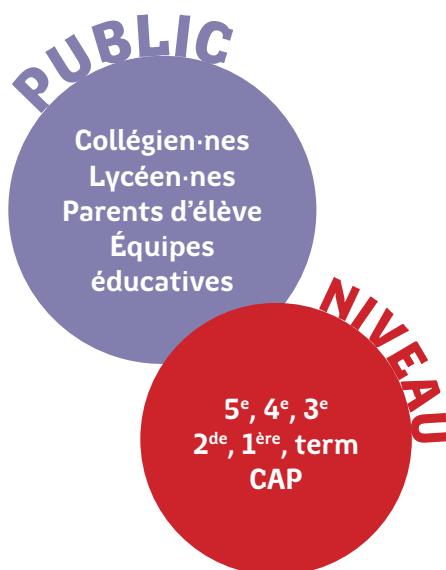 PUBLIC
Collégien·nes
Lycéen·nes
Parents d’élève
Équipes
éducatives
NIVEAU
5e, 4e, 3e
2de, 1ère, term
CAP